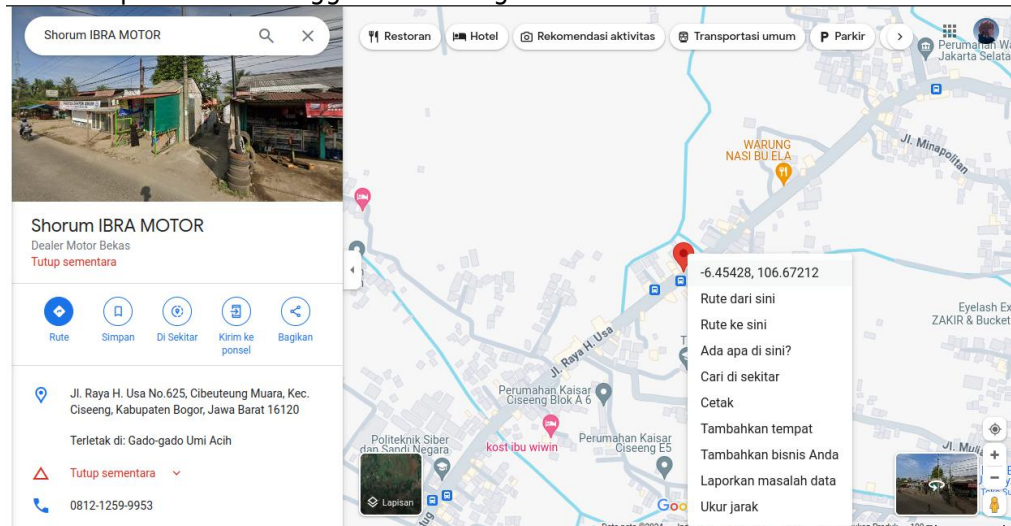 Shorum IBRA MOTOR
Restoran
Hotel
Rekomendasi aktivitas
Transportasi umum
P Parkir
Jakarta Selata
Jl. Minapolitan
WARUNG
NASI BU ELA
Shorum IBRA MOTOR
Dealer Motor Bekas
Tutup sementara
Rute
Simpan
Di Sekitar
Kirim ke
ponsel
Bagikan
Jl. Raya H. Usa No.625, Cibeuteung Muara, Kec.
Ciseeng, Kabupaten Bogor, Jawa Barat 16120
Terletak di: Gado-gado Umi Acih
Tutup sementara
0812-1259-9953
-6.45428, 106.67212
Rute dari sini
Rute ke sini
Ada apa di sini?
Cari di sekitar
Cetak
Tambahkan tempat
Tambahkan bisnis Anda
Laporkan masalah data
Ukur jarak
Eyelash Ex
ZAKIR & Bucket
Jl. Raya H. Usa
Perumahan Kaisar
Ciseeng Blok A 6
Politeknik Siber
dan Sandi Negara
kost ibu wiwin
Perumahan Kaisar
Ciseeng E5
Lapisan